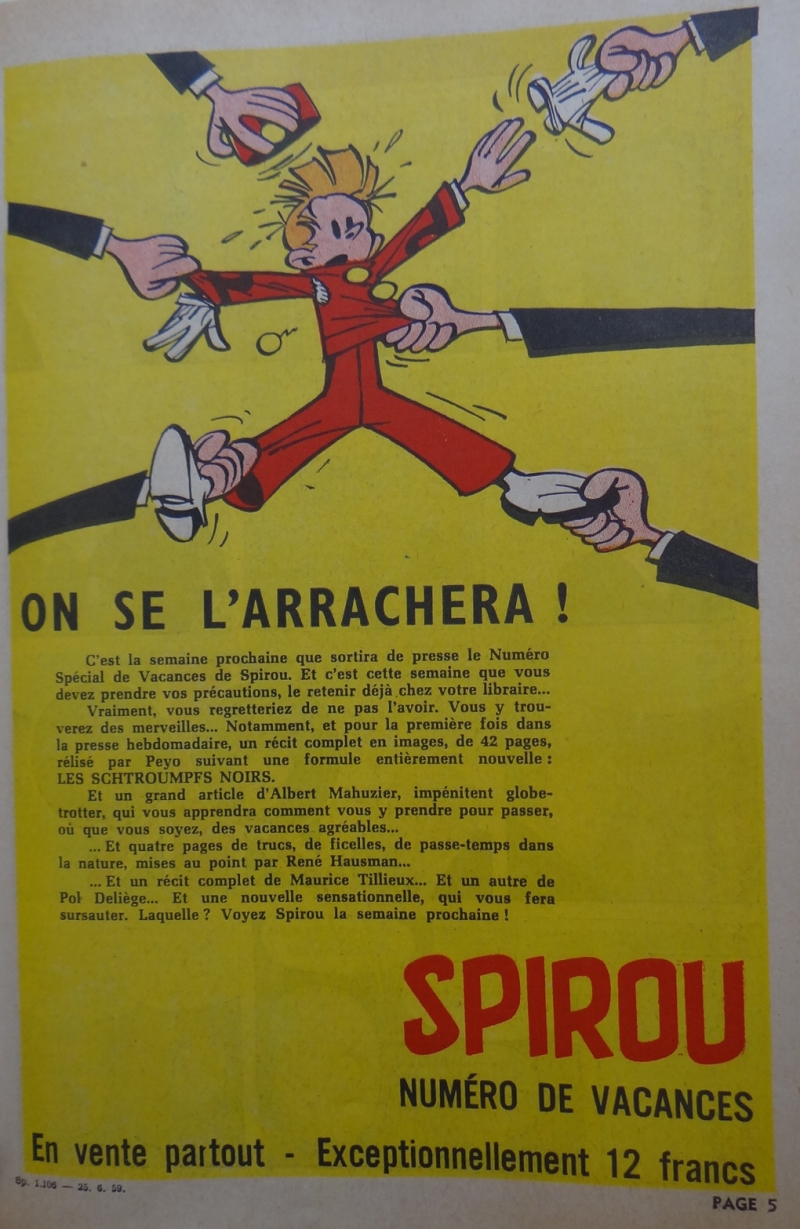 ON SE L'ARRACHERA !
C'est la semaine prochaine que sortira de presse le Numéro
Spécial de Vacances de Spirou. Et c'est cette semaine que vous
devez prendre vos précautions, le retenir déjà chez votre libraire...
Vraiment, vous regretteriez de ne pas l'avoir. Vous y trou-
verez des merveilles... Notamment, et pour la première fois dans
la presse hebdomadaire, un récit complet en images, de 42 pages,
rélisé par Peyo suivant une formule entièrement nouvelle :
LES SCHTROUMPFS NOIRS.
Et un grand article d'Albert Mahuzier, impénitent globe-
trotter, qui vous apprendra comment vous y prendre pour passer,
où que vous soyez, des vacances agréables...
... Et quatre pages de trucs, de ficelles, de passe-temps dans
la nature, mises au point par René Hausman...
... Et un récit complet de Maurice Tillieux... Et un autre de
Pol Deliège... Et une nouvelle sensationnelle, qui vous fera
sursauter. Laquelle ? Voyez Spirou la semaine prochaine !
SPIROU
NUMÉRO DE VACANCES
En vente partout - Exceptionnellement 12 francs
Sp. 1.106 — 25. 6. 59.
PAGE 5